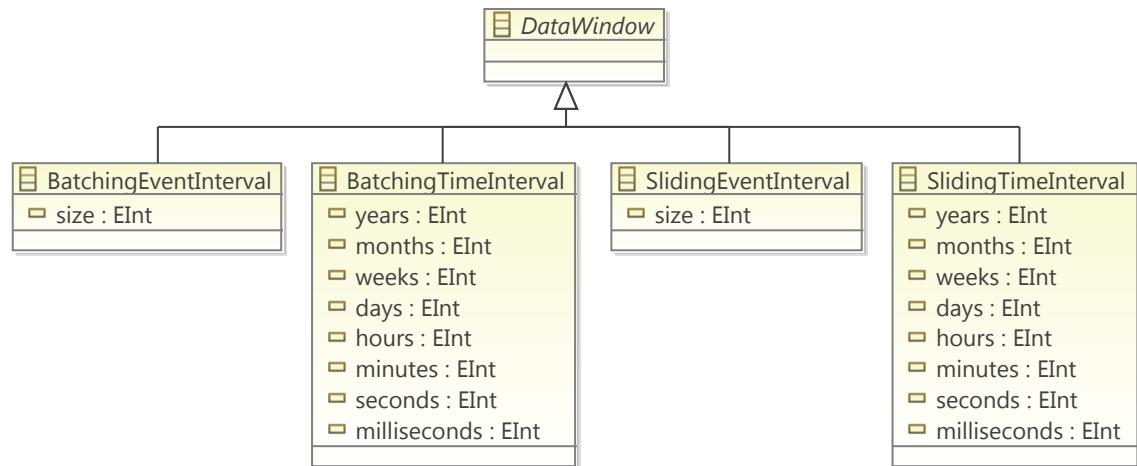 DataWindow
BatchingEventInterval
size : EInt
BatchingTimeInterval
years : EInt
months : EInt
weeks : EInt
days : EInt
hours : EInt
minutes : EInt
seconds : EInt
milliseconds : EInt
SlidingEventInterval
size : EInt
SlidingTimeInterval
years : EInt
months : EInt
weeks : EInt
days : EInt
hours : EInt
minutes : EInt
seconds : EInt
milliseconds : EInt